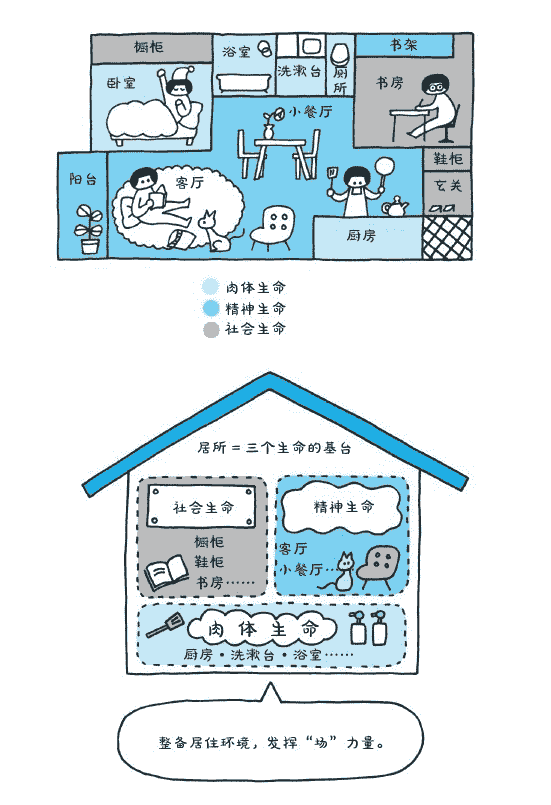 橱柜
浴室
洗漱台
厕所
书架
卧室
书房
小餐厅
鞋柜
阳台
客厅
玄关
厨房
肉体生命
精神生命
社会生命
居所=三个生命的基台
社会生命
精神生命
橱柜
鞋柜
书房……
客厅
小餐厅……
肉体生命
厨房·洗漱台·浴室……
整备居住环境，发挥“场”力量。